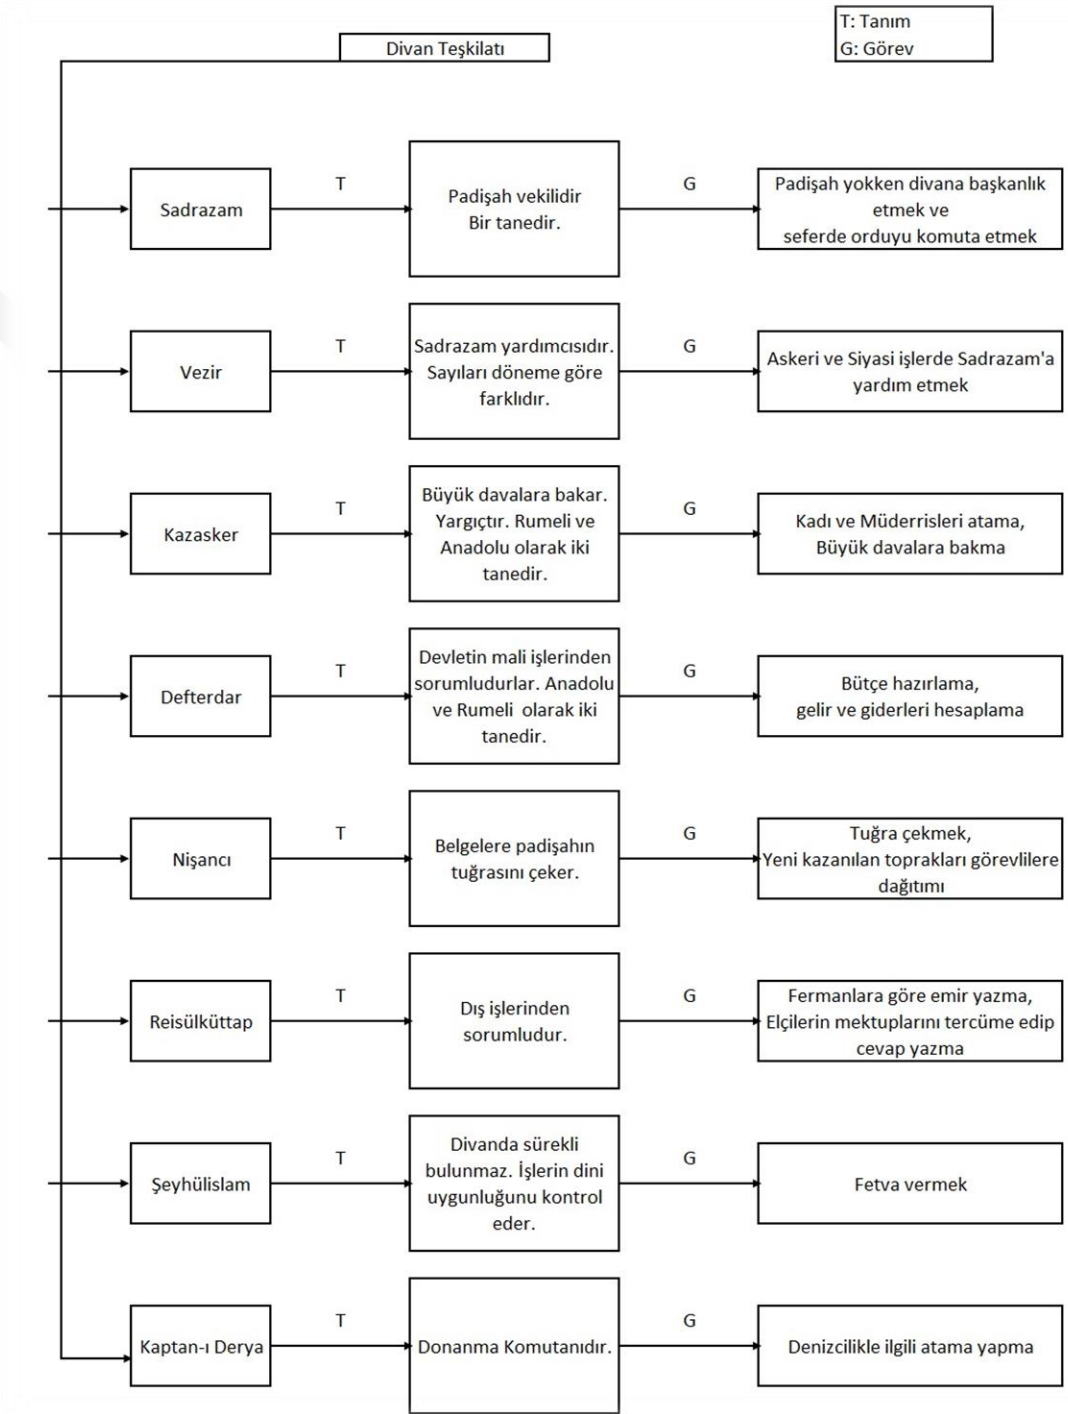 T: Tanım
G: Görev
Divan Teşkilatı
Sadrazam
T
Padişah vekilidir
Bir tanedir.
G
Padişah yokken divana başkanlık
etmek ve
seferde orduyu komuta etmek
Vezir
T
Sadrazam yardımcısıdır.
Sayıları döneme göre
farklıdır.
G
Askeri ve Siyasi işlerde Sadrazam'a
yardım etmek
Kazasker
T
Büyük davalara bakar.
Yargıçtır. Rumeli ve
Anadolu olarak iki
tanedir.
G
Kadı ve Müderrisleri atama,
Büyük davalara bakma
Defterdar
T
Devletin mali işlerinden
sorumludurlar. Anadolu
ve Rumeli olarak iki
tanedir.
G
Bütçe hazırlama,
gelir ve giderleri hesaplama
Nişancı
T
Belgelere padişahın
tuğrasını çeker.
G
Tuğra çekmek,
Yeni kazanılan toprakları görevlilere
dağıtımı
Reisülküttap
T
Dış işlerinden
sorumludur.
G
Fermanlara göre emir yazma,
Elçilerin mektuplarını tercüme edip
cevap yazma
Şeyhülislam
T
Divanda sürekli
bulunmaz. İşlerin dini
uygunluğunu kontrol
eder.
G
Fetva vermek
Kaptan-ı Derya
T
Donanma Komutanıdır.
G
Denizcilikle ilgili atama yapma